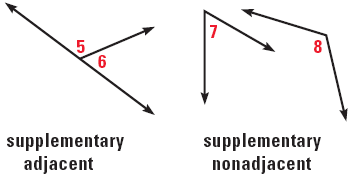 5
6
7
8
supplementary
adjacent
supplementary
nonadjacent